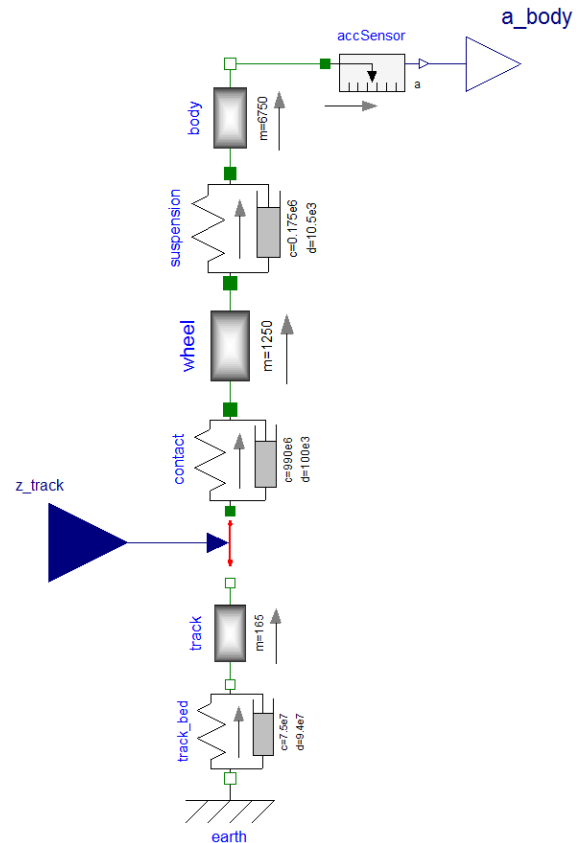 a_body
accSensor
a
body
m=6750
suspension
c=0.175e6
d=10.5e3
wheel
m=1250
contact
c=990e6
d=100e3
z_track
track
m=165
track_bed
c=7.5e7
d=9.4e7
earth